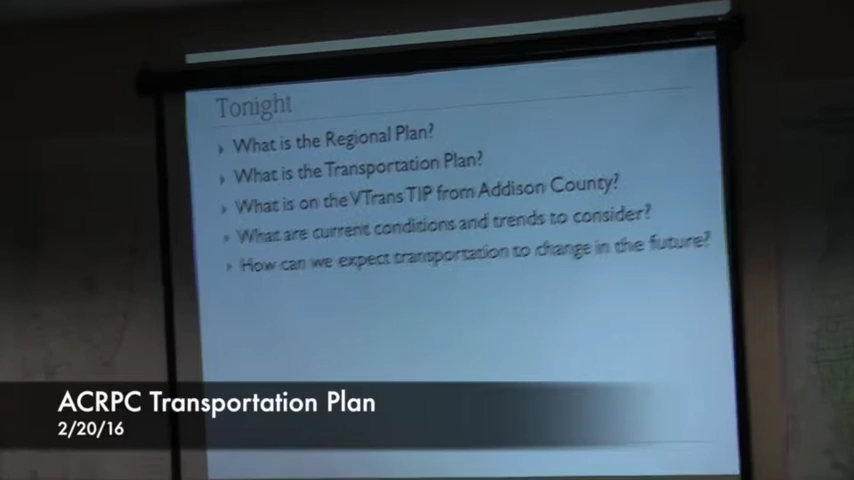 Tonight
What is the Regional Plan?
What is the Transportation Plan?
What is on the VTrans TIP from Addison County?
What are current conditions and trends to consider?
How can we expect transportation to change in the future?
ACRPC Transportation Plan
2/20/16